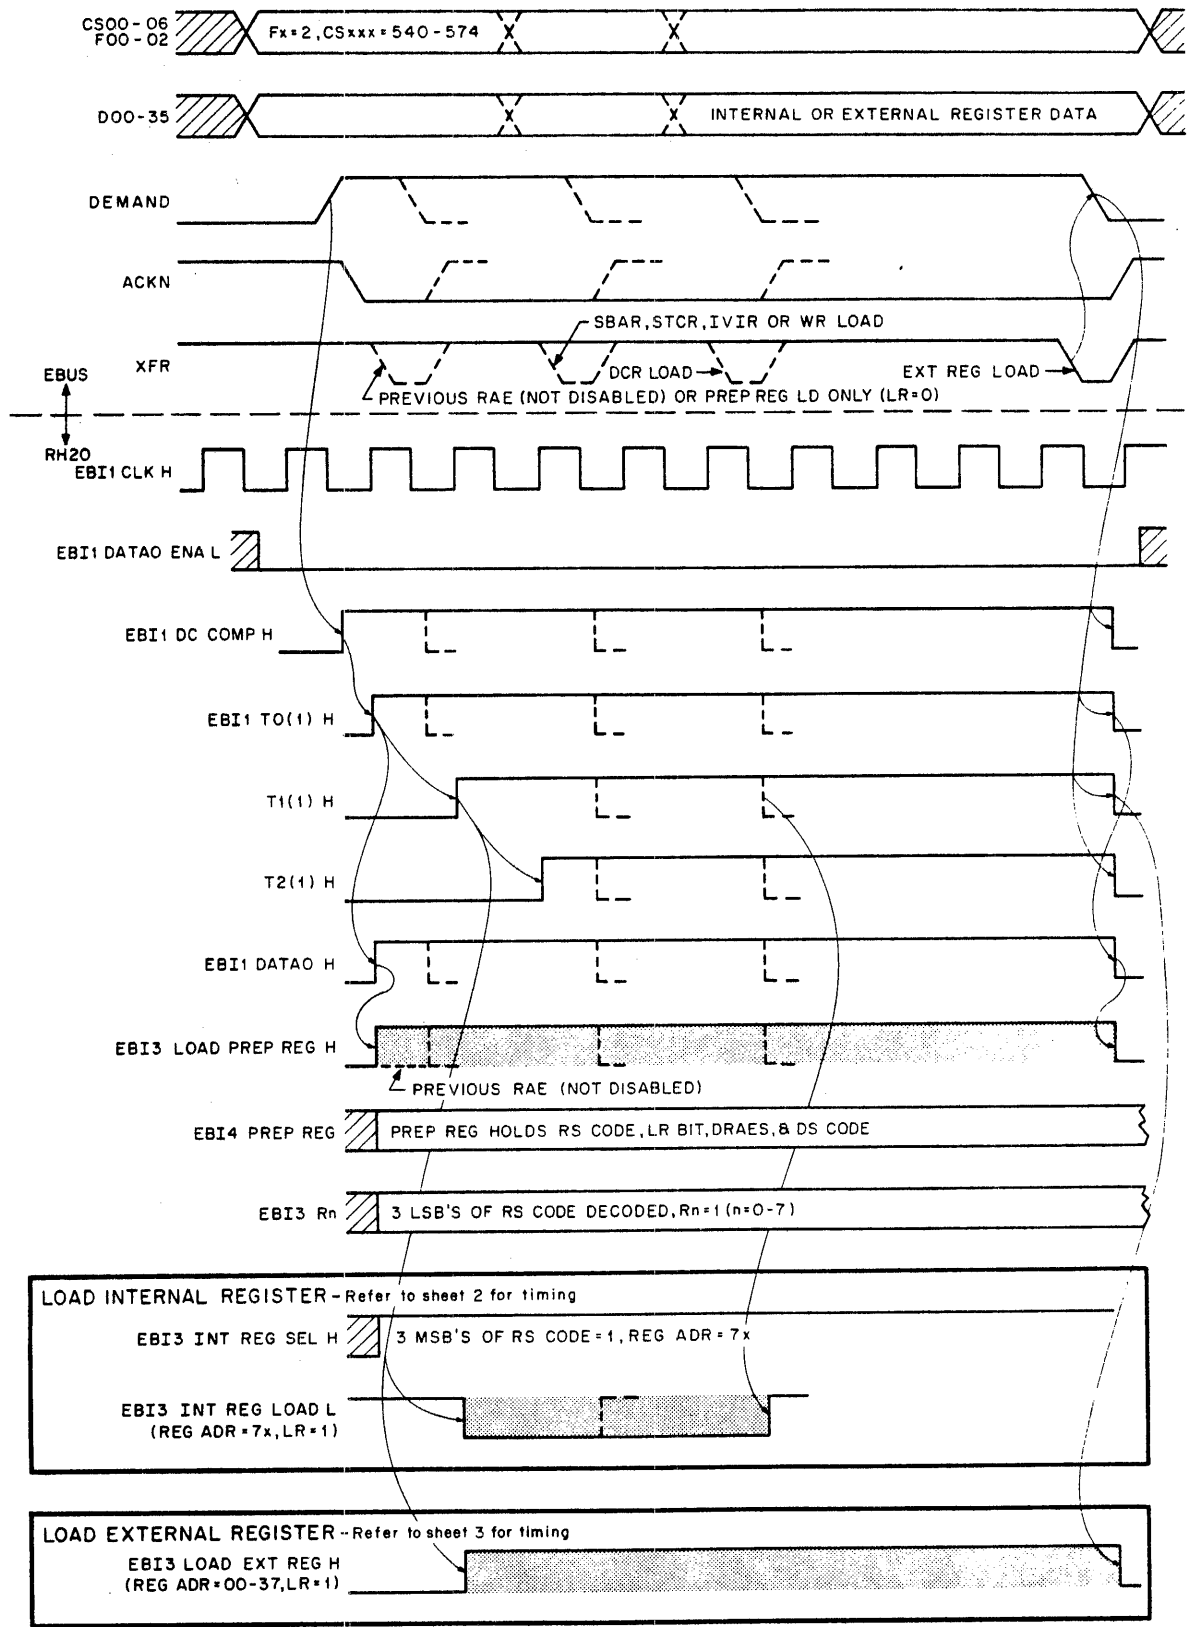 CS00-06
F00-02
Fx=2,CSxxx=540-574
D00-35
INTERNAL OR EXTERNAL REGISTER DATA
DEMAND
ACKN
SBAR,STCR,IVIR OR WR LOAD
XFR
DCR LOAD
EXT REG LOAD
EBUS
PREVIOUS RAE (NOT DISABLED) OR PREP REG LD ONLY (LR=0)
RH20
EBI1 CLK H
EBI1 DATAO ENA L
EBI1 DC COMP H
EBI1 T0(1) H
T1(1) H
T2(1) H
EBI1 DATAO H
EBI3 LOAD PREP REG H
PREVIOUS RAE (NOT DISABLED)
EBI4 PREP REG
PREP REG HOLDS RS CODE,LR BIT,DRAES,& DS CODE
EBI3 Rn
3 LSB'S OF RS CODE DECODED,Rn=1(n=0-7)
LOAD INTERNAL REGISTER-Refer to sheet 2 for timing
EBI3 INT REG SEL H
3 MSB'S OF RS CODE=1,REG ADR=7x
EBI3 INT REG LOAD L
(REG ADR=7x,LR=1)
LOAD EXTERNAL REGISTER--Refer to sheet 3 for timing
EBI3 LOAD EXT REG H
(REG ADR=00-37,LR=1)